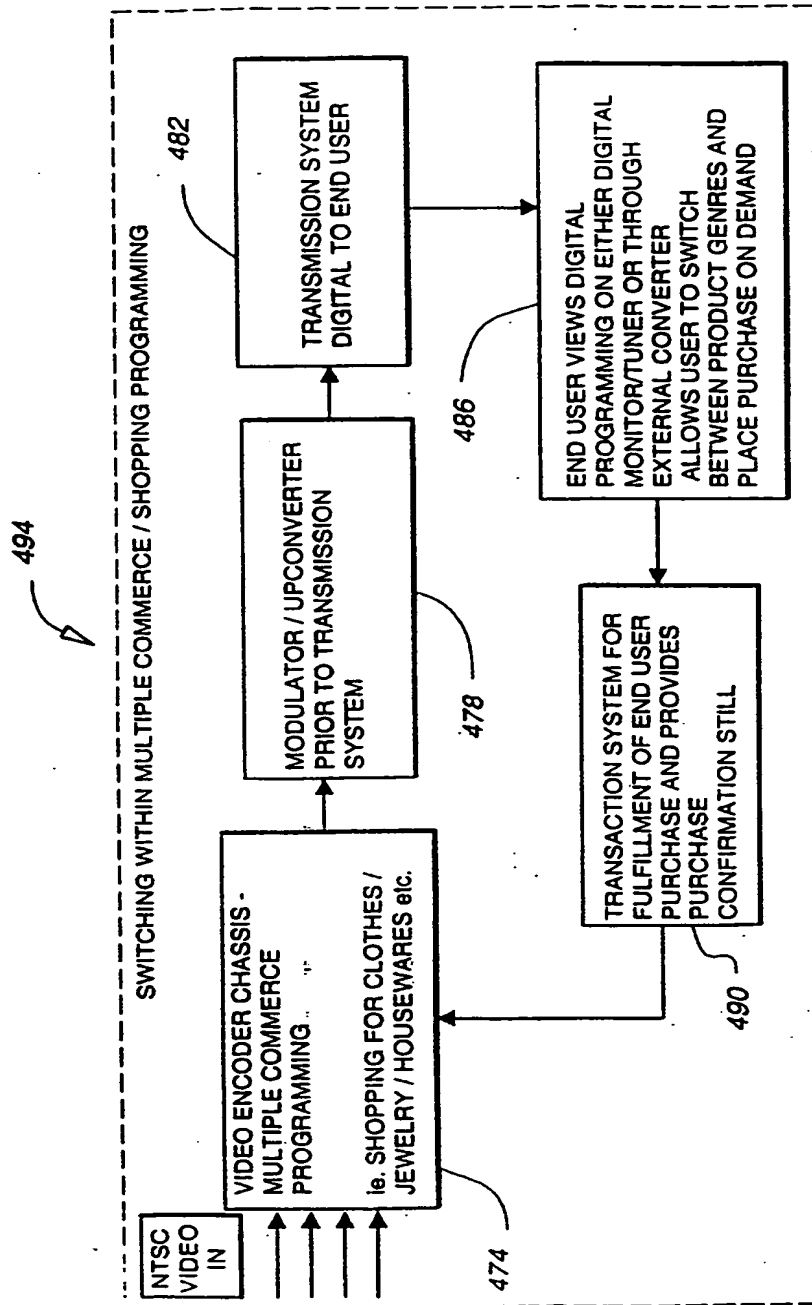 494
SWITCHING WITHIN MULTIPLE COMMERCE / SHOPPING PROGRAMMING
NTSC
VIDEO
IN
VIDEO ENCODER CHASSIS -
MULTIPLE COMMERCE
PROGRAMMING..
ie. SHOPPING FOR CLOTHES /
JEWELRY / HOUSEWARES etc.
474
MODULATOR / UPCONVERTER
PRIOR TO TRANSMISSION
SYSTEM
478
TRANSMISSION SYSTEM
DIGITAL TO END USER
482
END USER VIEWS DIGITAL
PROGRAMMING ON EITHER DIGITAL
MONITOR/TUNER OR THROUGH
EXTERNAL CONVERTER
ALLOWS USER TO SWITCH
BETWEEN PRODUCT GENRES AND
PLACE PURCHASE ON DEMAND
486
TRANSACTION SYSTEM FOR
FULFILLMENT OF END USER
PURCHASE AND PROVIDES
PURCHASE
CONFIRMATION STILL
490